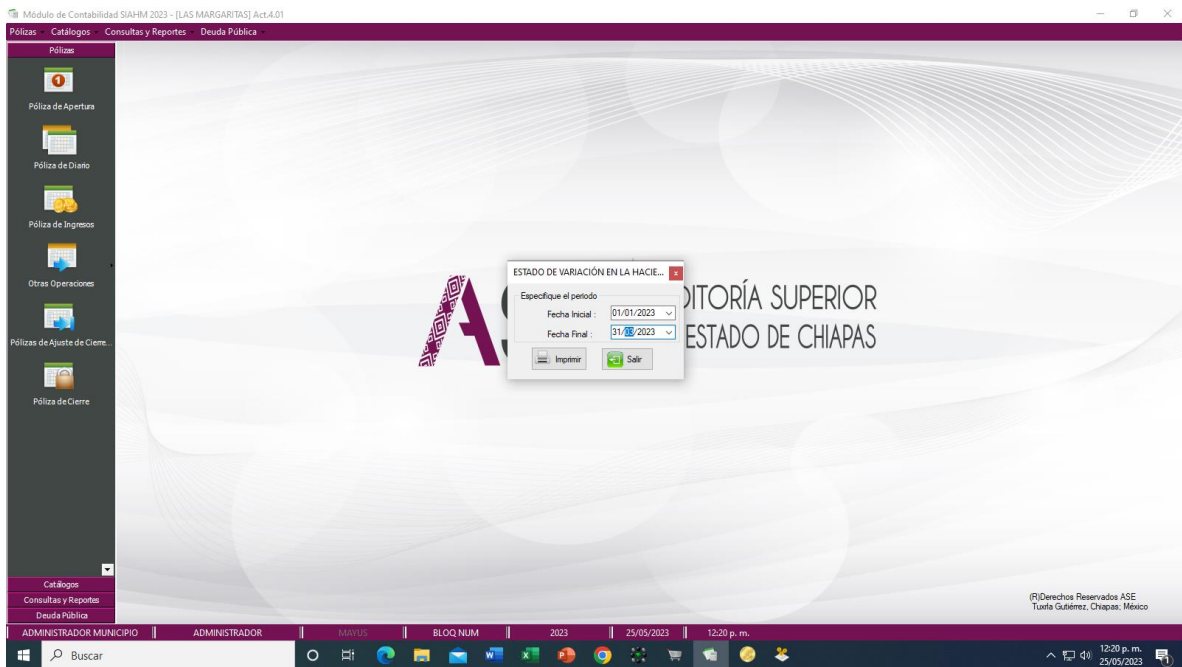 Módulo de Contabilidad SIAHM 2023 - [LAS MARGARITAS] Act.4.01
Pólizas Catálogos Consultas y Reportes Deuda Pública
Pólizas
1
Póliza de Apertura
Póliza de Diario
Póliza de Ingresos
Otras Operaciones
Pólizas de Ajuste de Cierre...
Póliza de Cierre
Catálogos
Consultas y Reportes
Deuda Pública
ESTADO DE VARIACIÓN EN LA HACIE...
Especifique el periodo
Fecha Inicial : 01/01/2023
Fecha Final : 31/03/2023
Imprimir Salir
AS
DITORÍA SUPERIOR
ESTADO DE CHIAPAS
(R)Derechos Reservados ASE
Tuxtla Gutiérrez, Chiapas; México
ADMINISTRADOR MUNICIPIO ADMINISTRADOR MAYUS BLOQ NUM 2023 25/05/2023 12:20 p. m.
Buscar
12:20 p. m.
25/05/2023